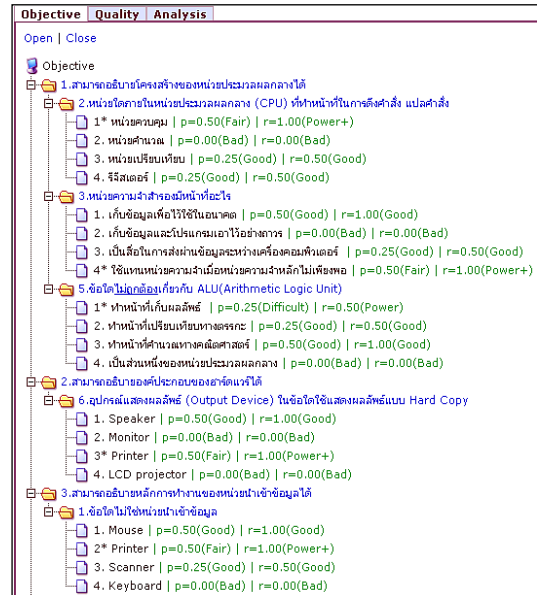 Objective Quality Analysis
Open | Close
Objective
1.สามารถอธิบายโครงสร้างของหน่วยประมวลผลกลางได้
2.หน่วยใดภายในหน่วยประมวลผลกลาง (CPU) ที่ทำหน้าที่ในการดึงคำสั่ง แปลคำสั่ง
1* หน่วยควบคุม | p=0.50(Fair) | r=1.00(Power+)
2. หน่วยคำนวณ | p=0.00(Bad) | r=0.00(Bad)
3. หน่วยเปรียบเทียบ | p=0.25(Good) | r=0.50(Good)
4. รีจิสเตอร์ | p=0.25(Good) | r=0.50(Good)
3.หน่วยความจำสำรองมีหน้าที่อะไร
1. เก็บข้อมูลเพื่อไว้ใช้ในอนาคต | p=0.50(Good) | r=1.00(Good)
2. เก็บข้อมูลและโปรแกรมเอาไว้อย่างถาวร | p=0.00(Bad) | r=0.00(Bad)
3. เป็นสื่อในการส่งผ่านข้อมูลระหว่างเครื่องคอมพิวเตอร์ | p=0.25(Good) | r=0.50(Good)
4* ใช้แทนหน่วยความจำเมื่อหน่วยความจำหลักไม่เพียงพอ | p=0.50(Fair) | r=1.00(Power+)
5.ข้อใดไม่ถูกต้องเกี่ยวกับ ALU(Arithmetic Logic Unit)
1* ทำหน้าที่เก็บผลลัพธ์ | p=0.25(Difficult) | r=0.50(Power)
2. ทำหน้าที่เปรียบเทียบทางตรรกะ | p=0.25(Good) | r=0.50(Good)
3. ทำหน้าที่คำนวณทางคณิตศาสตร์ | p=0.50(Good) | r=1.00(Good)
4. เป็นส่วนหนึ่งของหน่วยประมวลผลกลาง | p=0.00(Bad) | r=0.00(Bad)
2.สามารถอธิบายองค์ประกอบของฮาร์ดแวร์ได้
6.อุปกรณ์แสดงผลลัพธ์ (Output Device) ในข้อใดใช้แสดงผลลัพธ์แบบ Hard Copy
1. Speaker | p=0.50(Good) | r=1.00(Good)
2. Monitor | p=0.00(Bad) | r=0.00(Bad)
3* Printer | p=0.50(Fair) | r=1.00(Power+)
4. LCD projector | p=0.00(Bad) | r=0.00(Bad)
3.สามารถอธิบายหลักการทำงานของหน่วยนำเข้าข้อมูลได้
1.ข้อใดไม่ใช่หน่วยนำเข้าข้อมูล
1. Mouse | p=0.50(Good) | r=1.00(Good)
2* Printer | p=0.50(Fair) | r=1.00(Power+)
3. Scanner | p=0.25(Good) | r=0.50(Good)
4. Keyboard | p=0.00(Bad) | r=0.00(Bad)